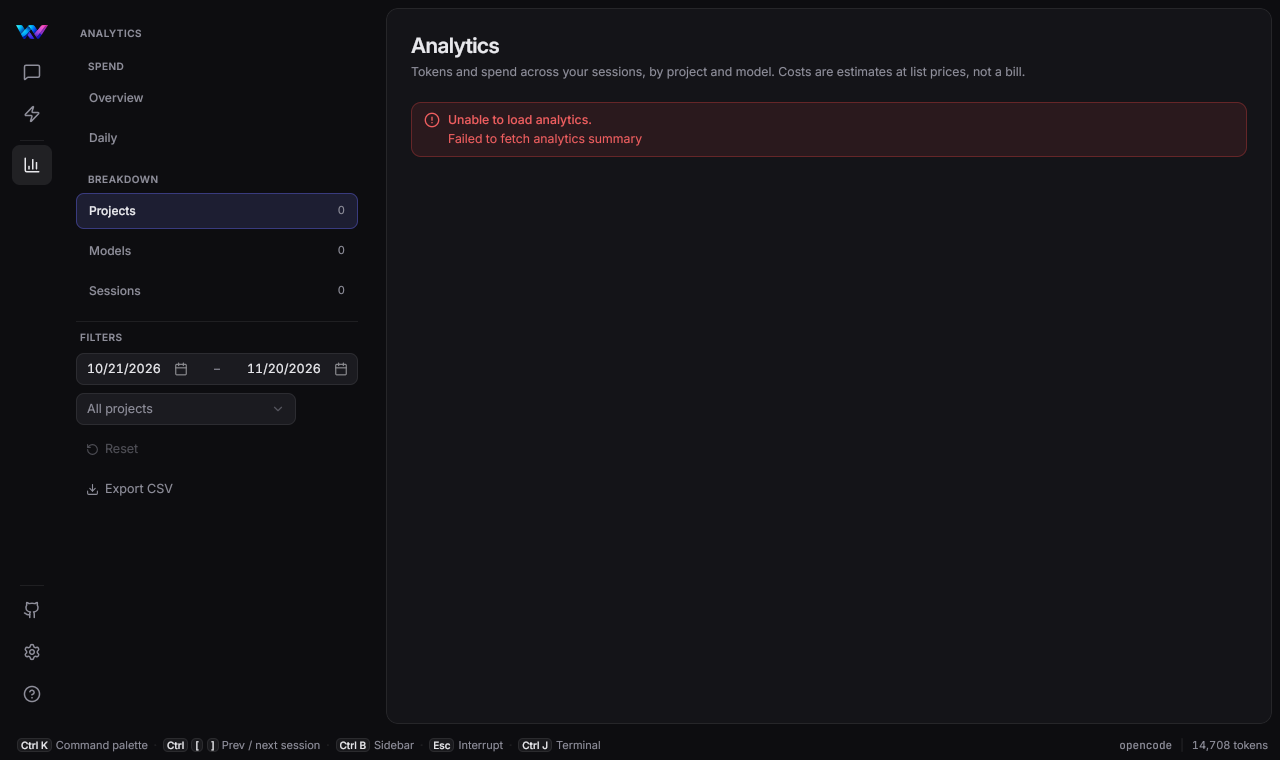 ANALYTICS
SPEND
Overview
Daily
BREAKDOWN
Projects 0
Models 0
Sessions 0
FILTERS
10/21/2026 – 11/20/2026
All projects
Reset
Export CSV
Analytics
Tokens and spend across your sessions, by project and model. Costs are estimates at list prices, not a bill.
Unable to load analytics.
Failed to fetch analytics summary
Ctrl K Command palette · Ctrl [ ] Prev / next session · Ctrl B Sidebar · Esc Interrupt · Ctrl J Terminal
opencode 14,708 tokens